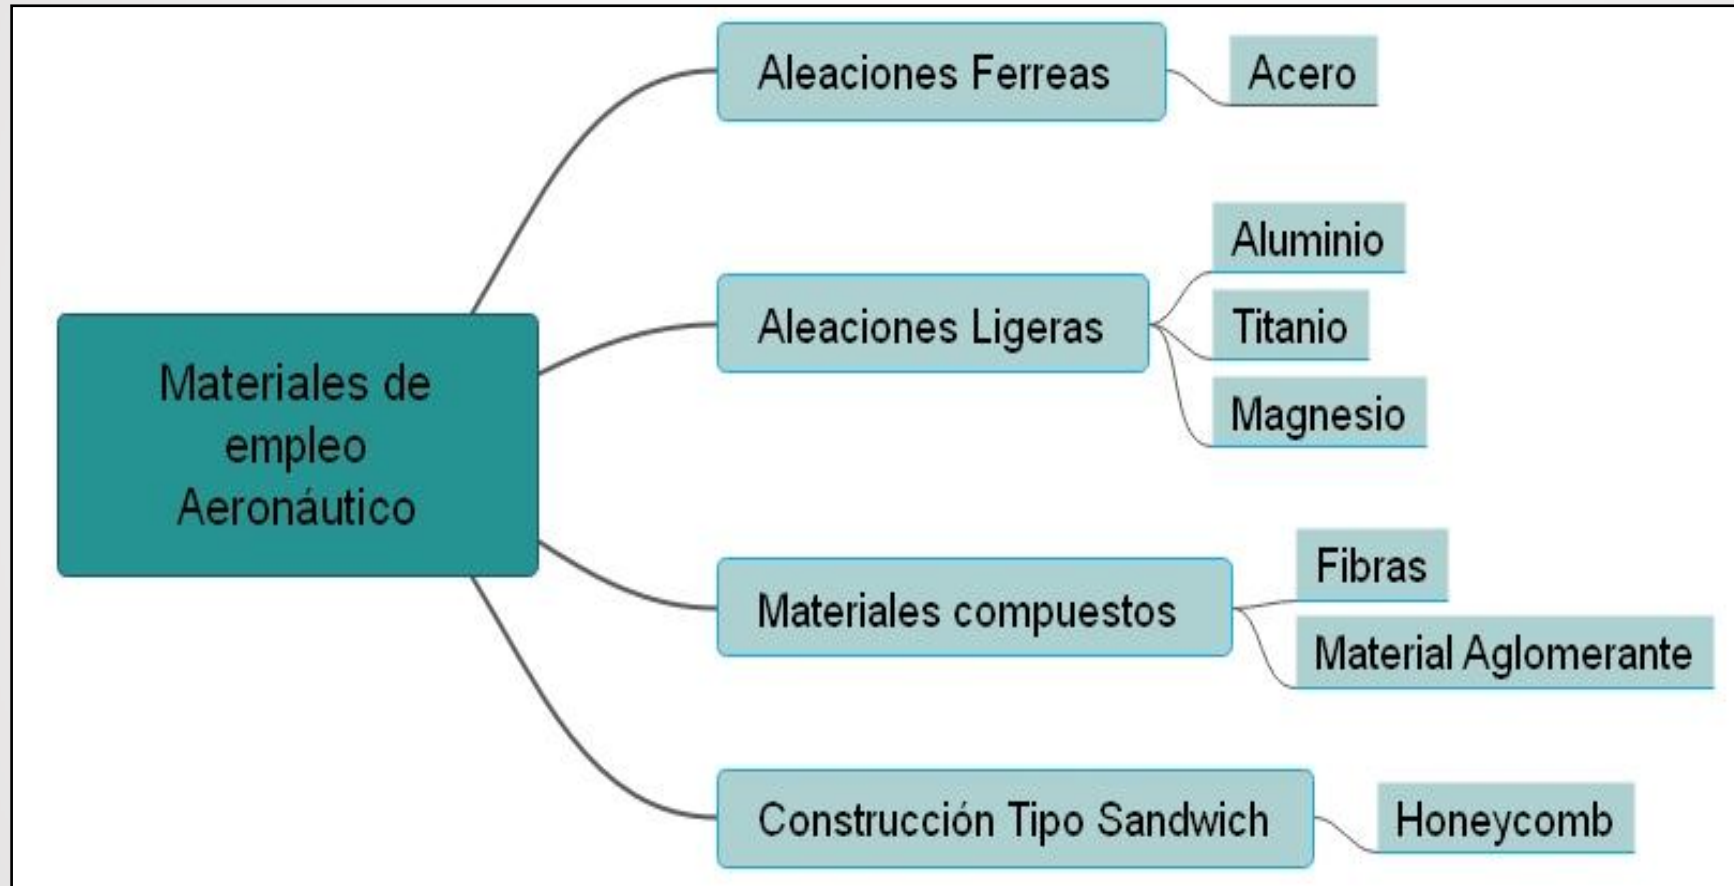 Materiales de
empleo
Aeronáutico
Aleaciones Ferreas
Acero
Aleaciones Ligeras
Aluminio
Titanio
Magnesio
Materiales compuestos
Fibras
Material Aglomerante
Construcción Tipo Sandwich
Honeycomb